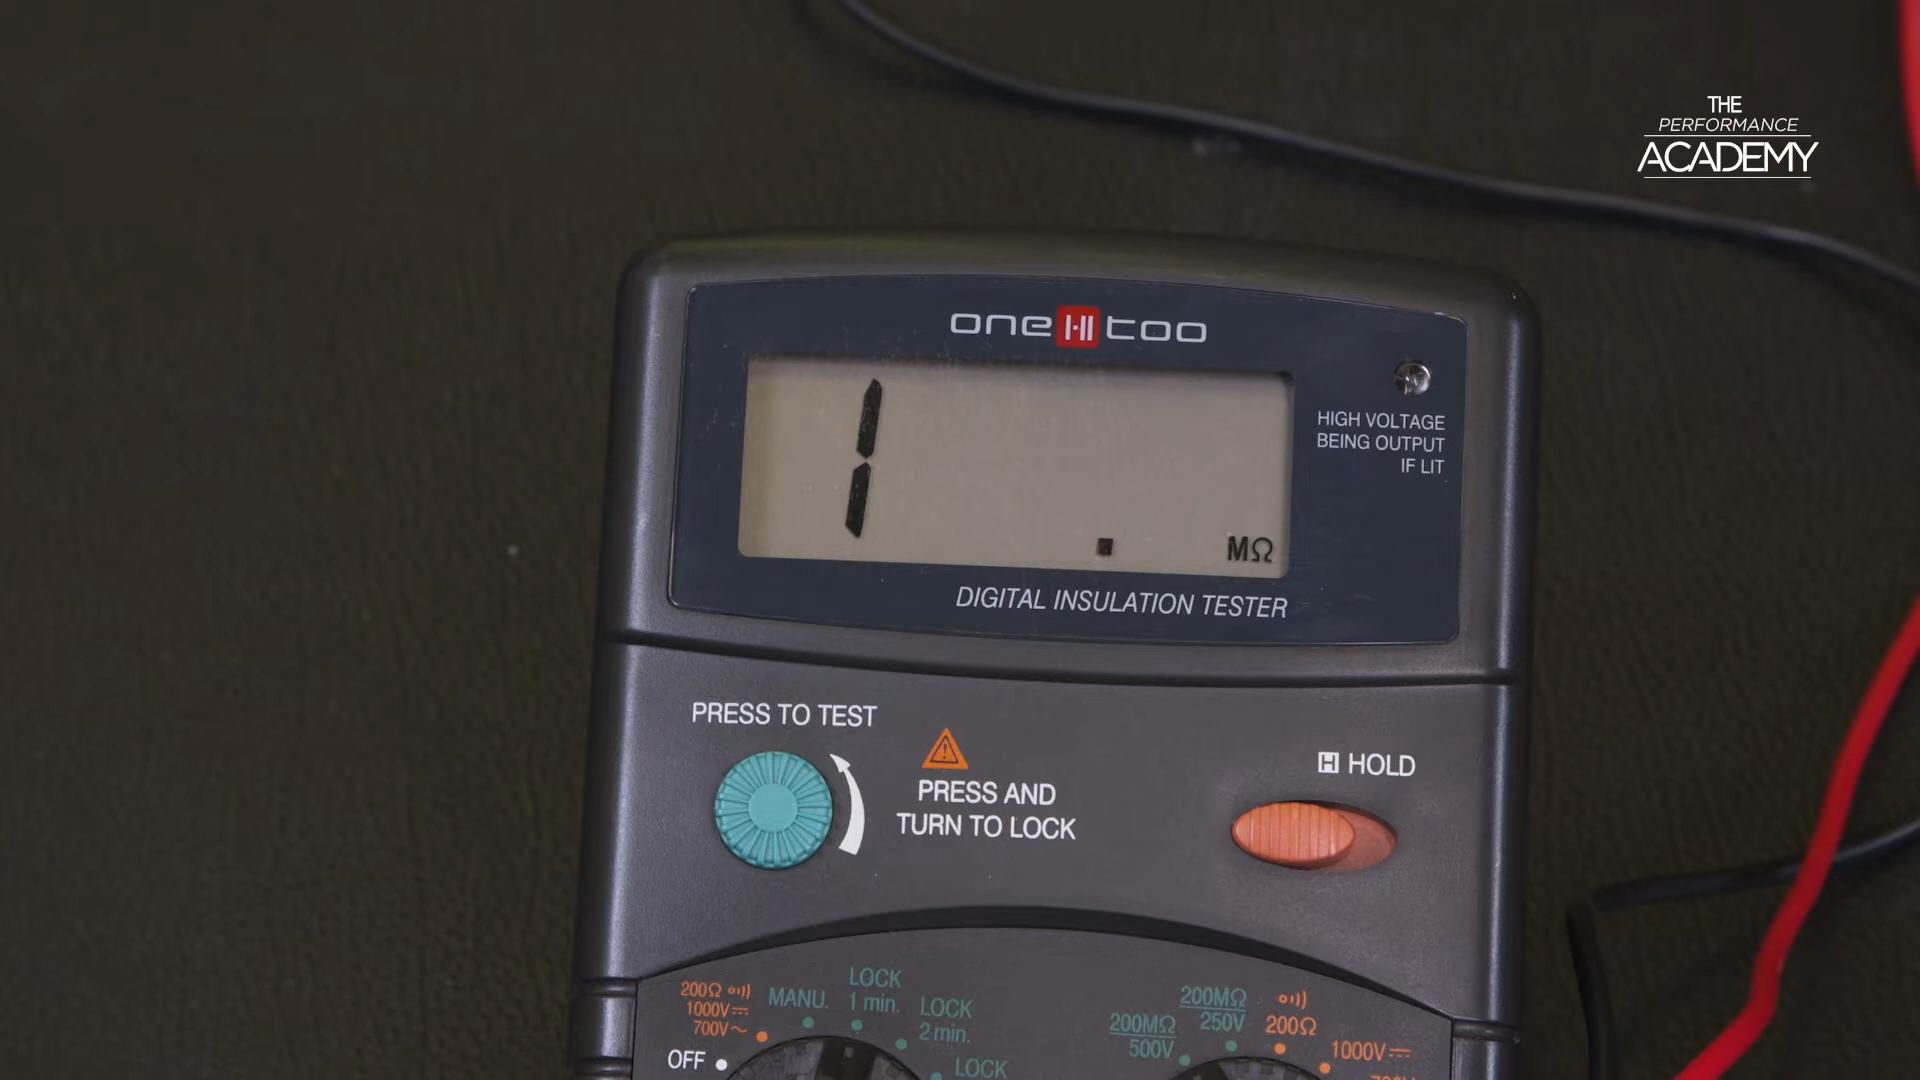 THE
PERFORMANCE
ACADEMY
one HI too
HIGH VOLTAGE
BEING OUTPUT
IF LIT
1 .
MΩ
DIGITAL INSULATION TESTER
PRESS TO TEST
PRESS AND
TURN TO LOCK
H HOLD
200Ω
1000V
700V~
OFF
MANU.
LOCK
1 min.
LOCK
2 min.
LOCK
200MΩ
500V
200MΩ
250V
200Ω
1000V